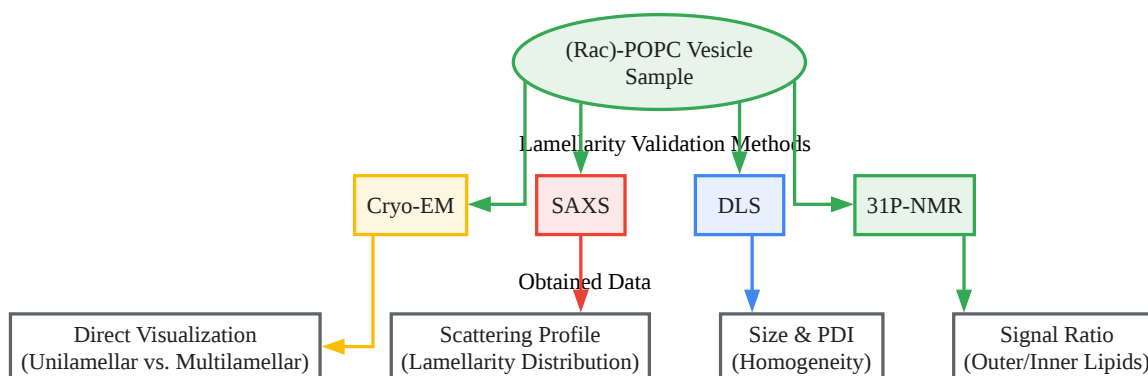 (Rac)-POPC Vesicle
Sample
Lamellarity Validation Methods
Cryo-EM
SAXS
DLS
31P-NMR
Obtained Data
Direct Visualization
(Unilamellar vs. Multilamellar)
Scattering Profile
(Lamellarity Distribution)
Size & PDI
(Homogeneity)
Signal Ratio
(Outer/Inner Lipids)